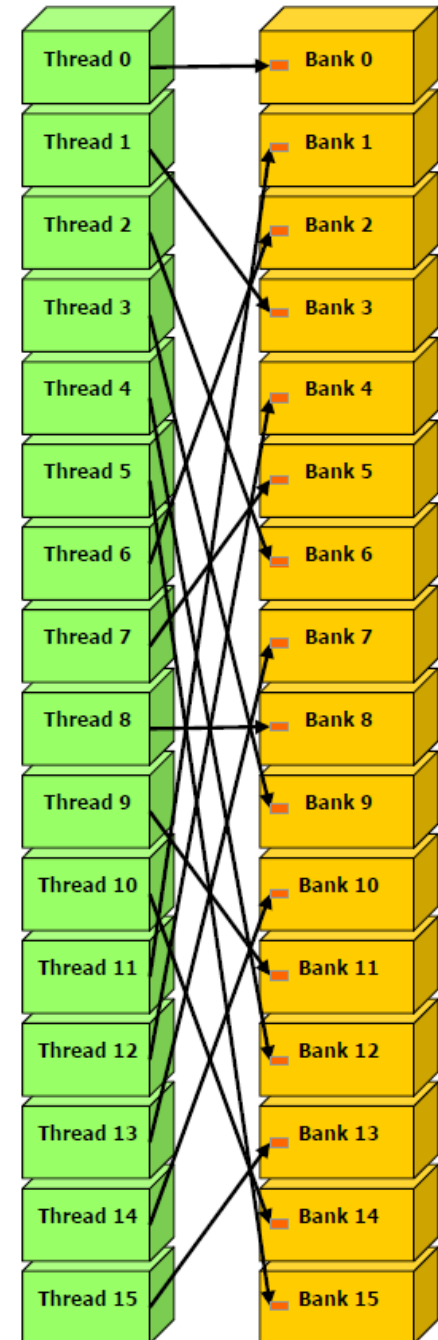 Thread 0
Bank 0
Thread 1
Bank 1
Thread 2
Bank 2
Thread 3
Bank 3
Thread 4
Bank 4
Thread 5
Bank 5
Thread 6
Bank 6
Thread 7
Bank 7
Thread 8
Bank 8
Thread 9
Bank 9
Thread 10
Bank 10
Thread 11
Bank 11
Thread 12
Bank 12
Thread 13
Bank 13
Thread 14
Bank 14
Thread 15
Bank 15